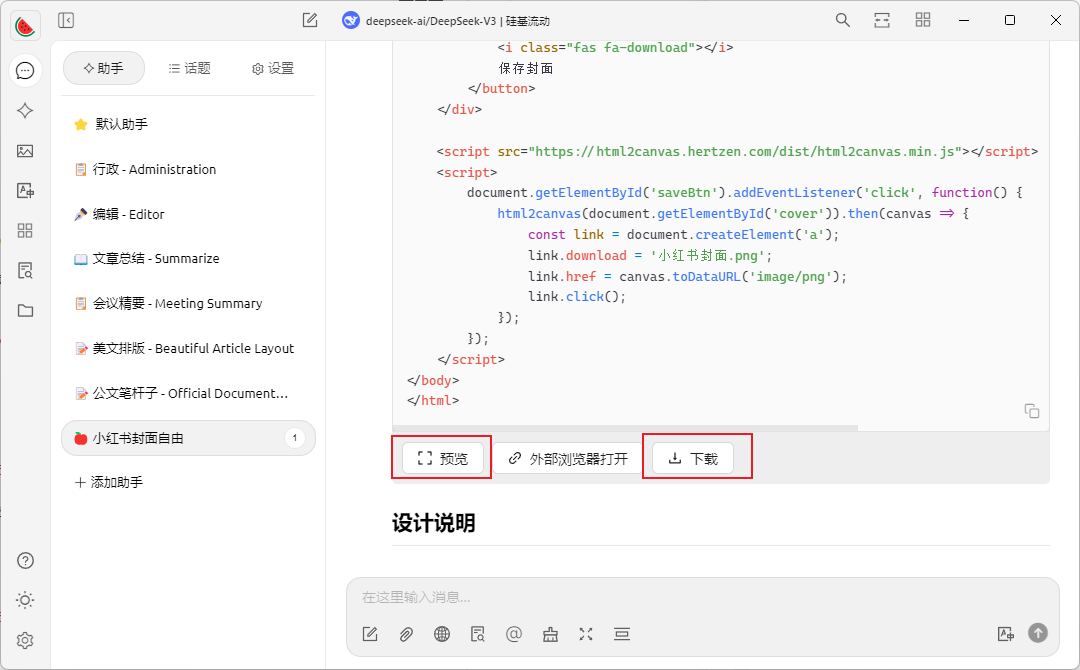 deepseek-ai/DeepSeek-V3 | 硅基流动
助手
话题
设置
默认助手
行政 - Administration
编辑 - Editor
文章总结 - Summarize
会议精要 - Meeting Summary
美文排版 - Beautiful Article Layout
公文笔杆子 - Official Document...
小红书封面自由
1
添加助手
<i class="fas fa-download"></i>
保存封面
</button>
</div>
<script src="https://html2canvas.hertzen.com/dist/html2canvas.min.js"></script>
<script>
document.getElementById('saveBtn').addEventListener('click', function() {
html2canvas(document.getElementById('cover')).then(canvas => {
const link = document.createElement('a');
link.download = '小红书封面.png';
link.href = canvas.toDataURL('image/png');
link.click();
});
});
</script>
</body>
</html>
预览
外部浏览器打开
下载
设计说明
在这里输入消息...